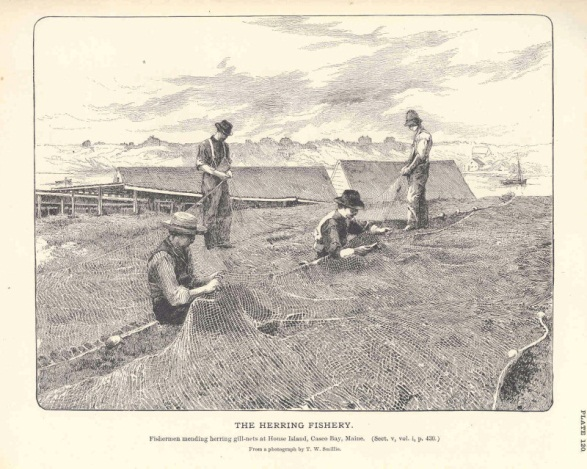 THE HERRING FISHERY.
Fishermen mending herring gill-nets at House Island, Casco Bay, Maine. (Sect. v, vol. i, p. 426.)
From a photograph by T. W. Smillie.
PLATE 120